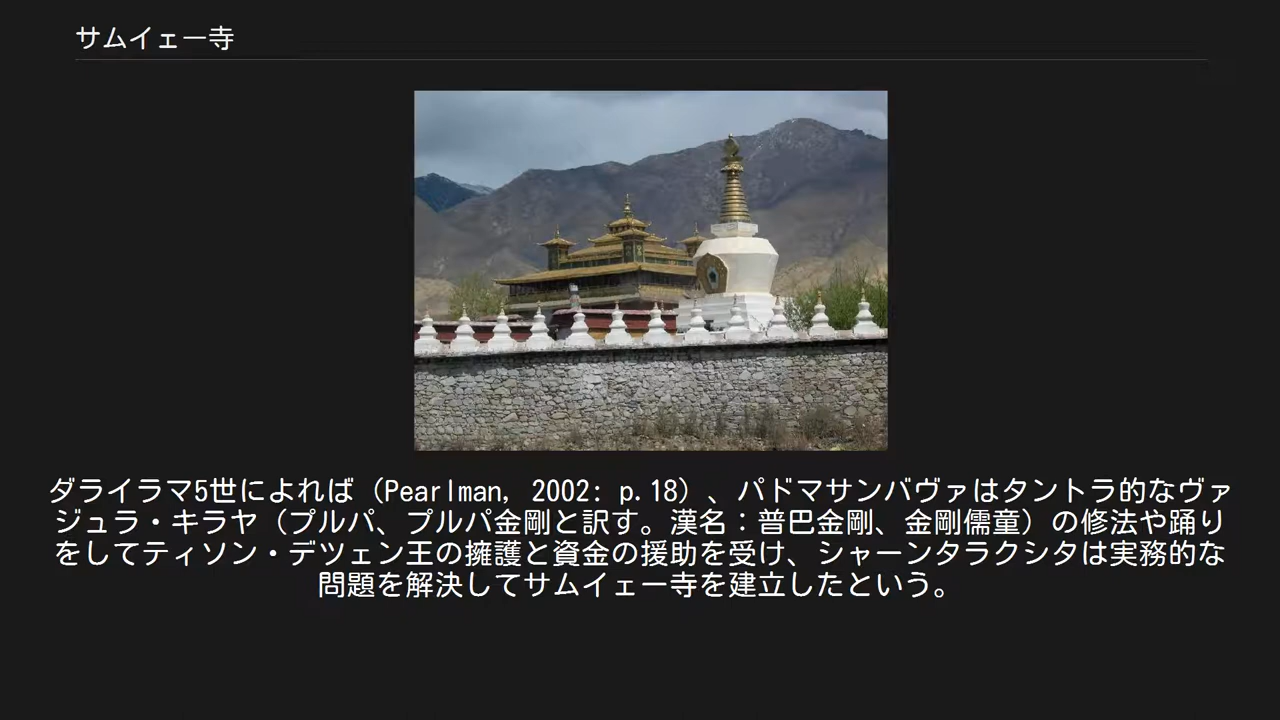 サムイェー寺
ダライラマ5世によれば（Pearlman, 2002: p.18）、パドマサンバヴァはタントラ的なヴァ
ジュラ・キラヤ（プルパ、プルパ金剛と訳す。漢名：普巴金剛、金剛儒童）の修法や踊り
をしてティソン・デツェン王の擁護と資金の援助を受け、シャーンタラクシタは実務的な
問題を解決してサムイェー寺を建立したという。